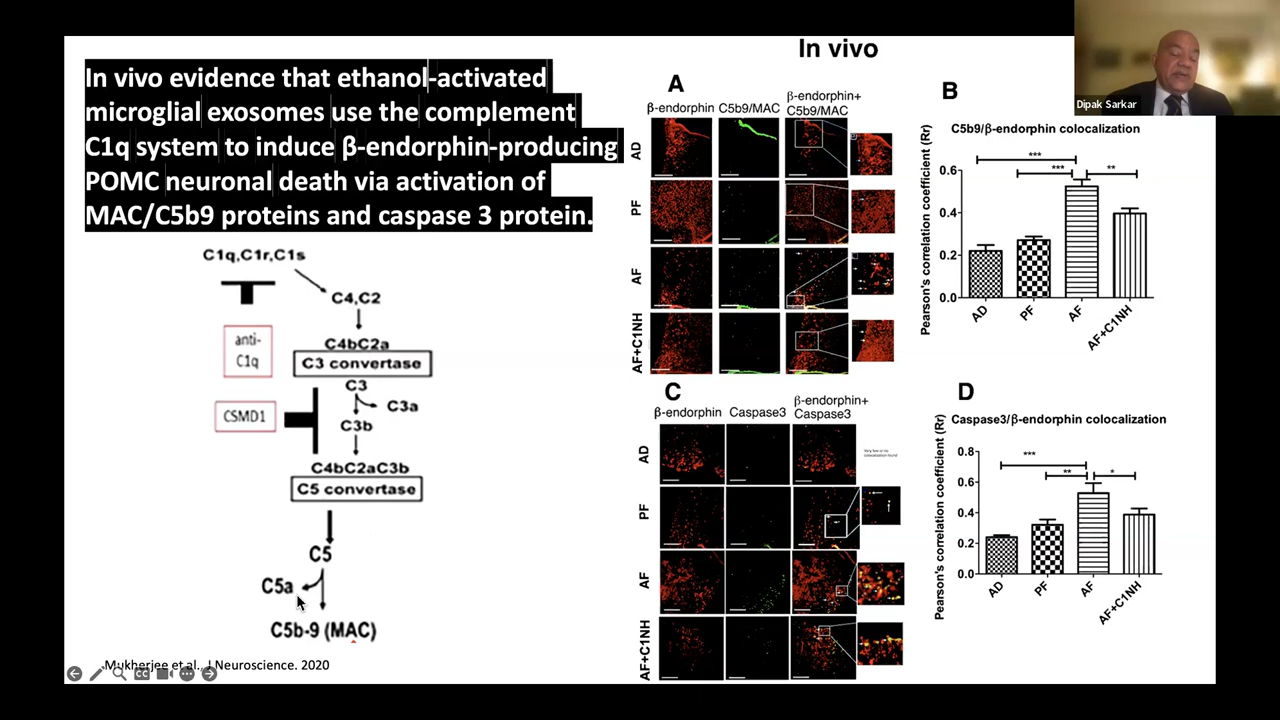 In vivo evidence that ethanol-activated
microglial exosomes use the complement
C1q system to induce β-endorphin-producing
POMC neuronal death via activation of
MAC/C5b9 proteins and caspase 3 protein.
C1q,C1r,C1s
C4,C2
anti-
C1q
C4bC2a
C3 convertase
C3
C3a
CSMD1
C3b
C4bC2aC3b
C5 convertase
C5
C5a
C5b-9 (MAC)
Mukherjee et al., J Neuroscience. 2020
In vivo
A
β-endorphin C5b9/MAC β-endorphin+
C5b9/MAC
AD
PF
AF
AF+C1NH
B
C5b9/β-endorphin colocalization
Pearson's correlation coefficient (Rr)
0.6
0.4
0.2
0.0
***
***
**
AD PF AF AF+C1NH
C
β-endorphin Caspase3 β-endorphin+
Caspase3
AD
PF
AF
AF+C1NH
D
Caspase3/β-endorphin colocalization
Pearson's correlation coefficient (Rr)
0.8
0.6
0.4
0.2
0.0
***
**
*
AD PF AF AF+C1NH
Dipak Sarkar
CC